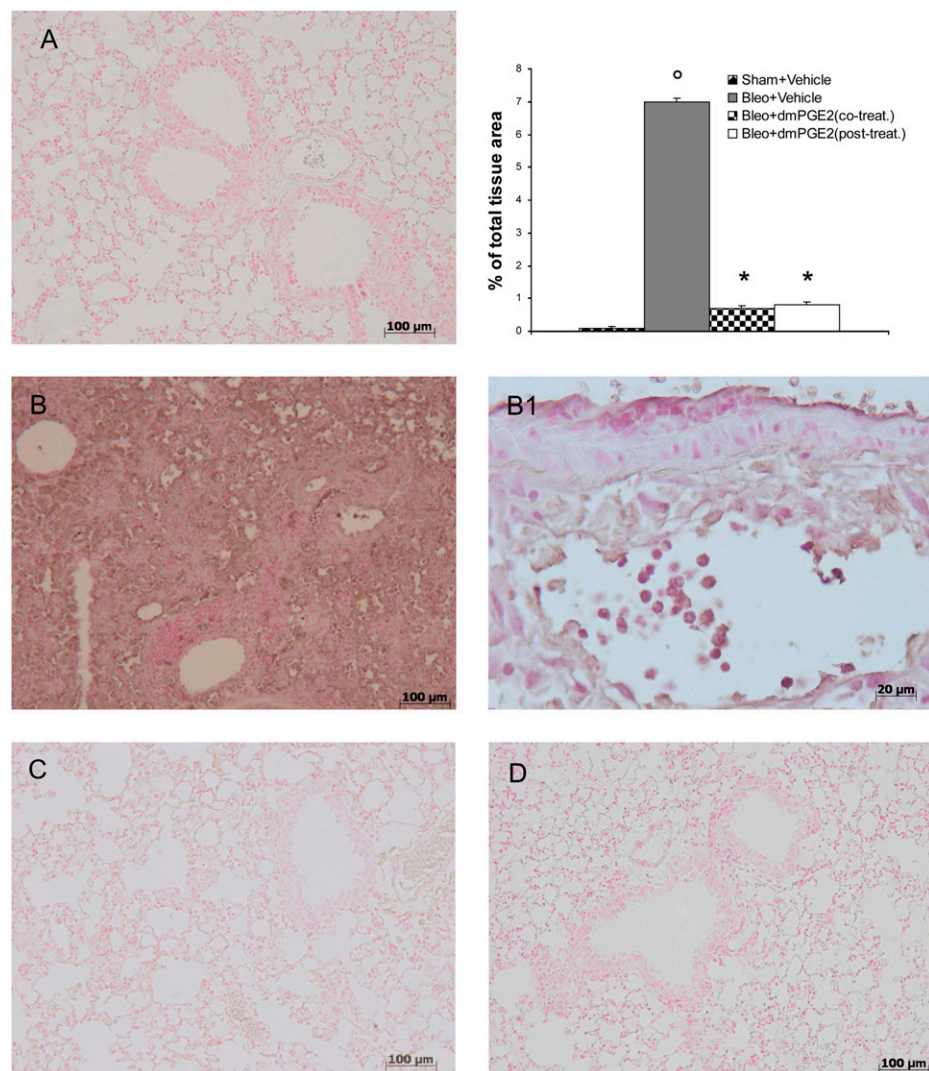 A
100 µm
% of total tissue area
8
7
6
5
4
3
2
1
0
°
*
*
Sham+Vehicle
Bleo+Vehicle
Bleo+dmPGE2(co-treat.)
Bleo+dmPGE2(post-treat.)
B
100 µm
B1
20 µm
C
100 µm
D
100 µm